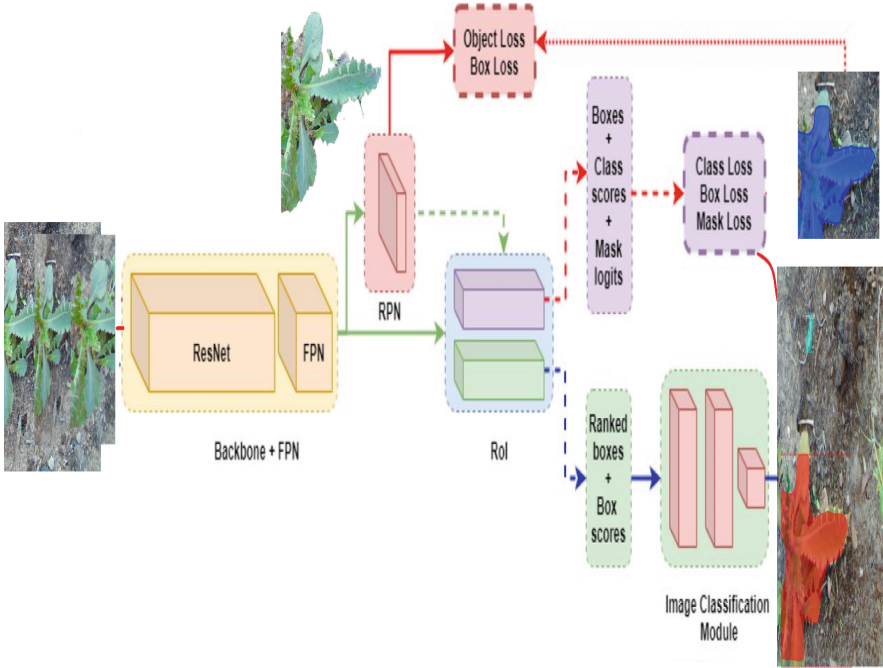 Object Loss
Box Loss
Boxes
+
Class
scores
+
Mask
logits
Class Loss
Box Loss
Mask Loss
RPN
ResNet
FPN
Backbone + FPN
RoI
Ranked
boxes
+
Box
scores
Image Classification
Module